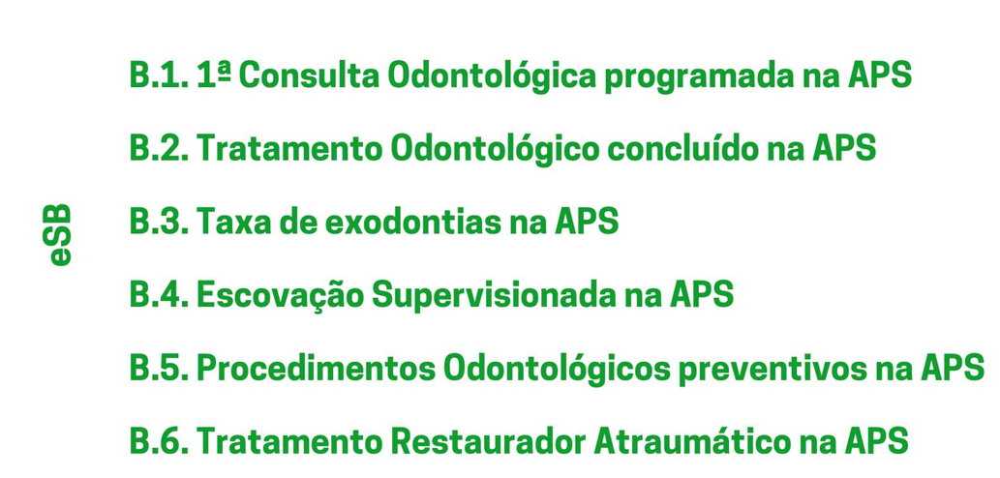 B.1. 1ª Consulta Odontológica programada na APS
B.2. Tratamento Odontológico concluído na APS
eSB
B.3. Taxa de exodontias na APS
B.4. Escovação Supervisionada na APS
B.5. Procedimentos Odontológicos preventivos na APS
B.6. Tratamento Restaurador Atraumático na APS